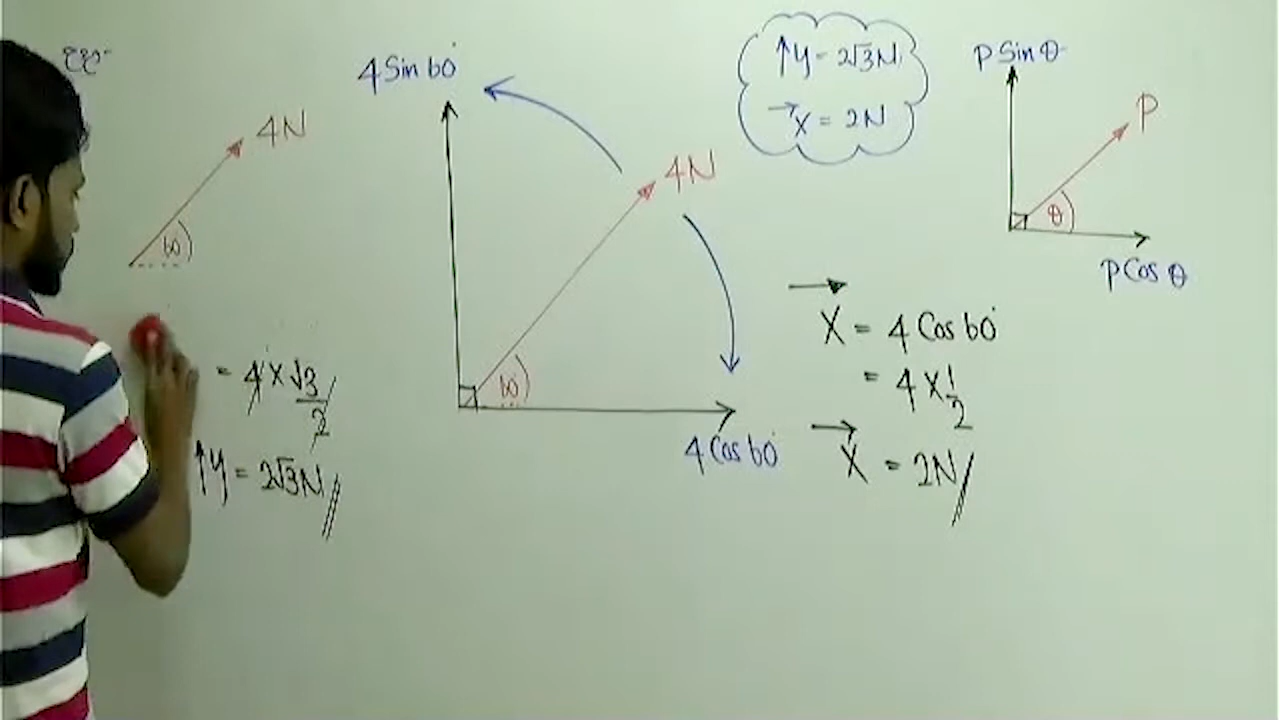 උදා-
4N
60
= 4 × √3/2
↑Y = 2√3N//
4 Sin 60°
4N
60
4 Cos 60°
↑Y = 2√3N
→X = 2N
P Sin θ
P
θ
P Cos θ
→X = 4 Cos 60°
= 4 × 1/2
→X = 2N/